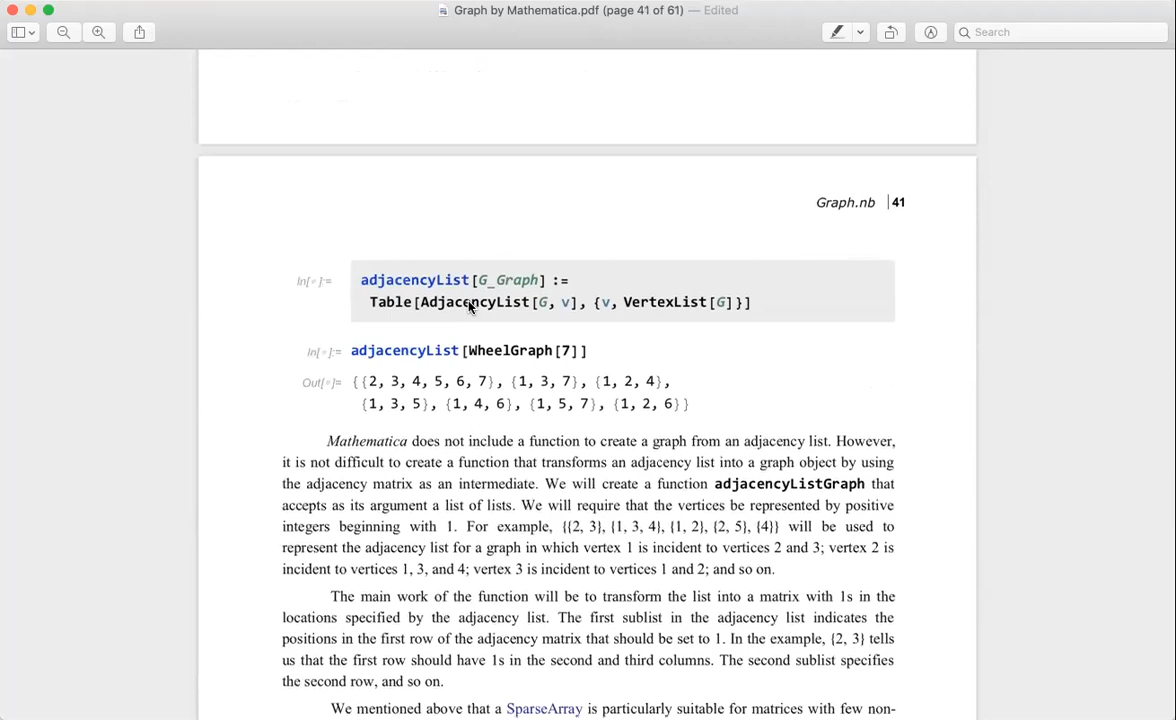 Graph by Mathematica.pdf (page 41 of 61) — Edited
Search
Graph.nb |41
In[◦]:= adjacencyList[G_Graph] :=
Table[AdjacencyList[G, v], {v, VertexList[G]}]
In[◦]:= adjacencyList[WheelGraph[7]]
Out[◦]= {{2, 3, 4, 5, 6, 7}, {1, 3, 7}, {1, 2, 4},
{1, 3, 5}, {1, 4, 6}, {1, 5, 7}, {1, 2, 6}}
Mathematica does not include a function to create a graph from an adjacency list. However,
it is not difficult to create a function that transforms an adjacency list into a graph object by using
the adjacency matrix as an intermediate. We will create a function adjacencyListGraph that
accepts as its argument a list of lists. We will require that the vertices be represented by positive
integers beginning with 1. For example, {{2, 3}, {1, 3, 4}, {1, 2}, {2, 5}, {4}} will be used to
represent the adjacency list for a graph in which vertex 1 is incident to vertices 2 and 3; vertex 2 is
incident to vertices 1, 3, and 4; vertex 3 is incident to vertices 1 and 2; and so on.
The main work of the function will be to transform the list into a matrix with 1s in the
locations specified by the adjacency list. The first sublist in the adjacency list indicates the
positions in the first row of the adjacency matrix that should be set to 1. In the example, {2, 3} tells
us that the first row should have 1s in the second and third columns. The second sublist specifies
the second row, and so on.
We mentioned above that a SparseArray is particularly suitable for matrices with few non-